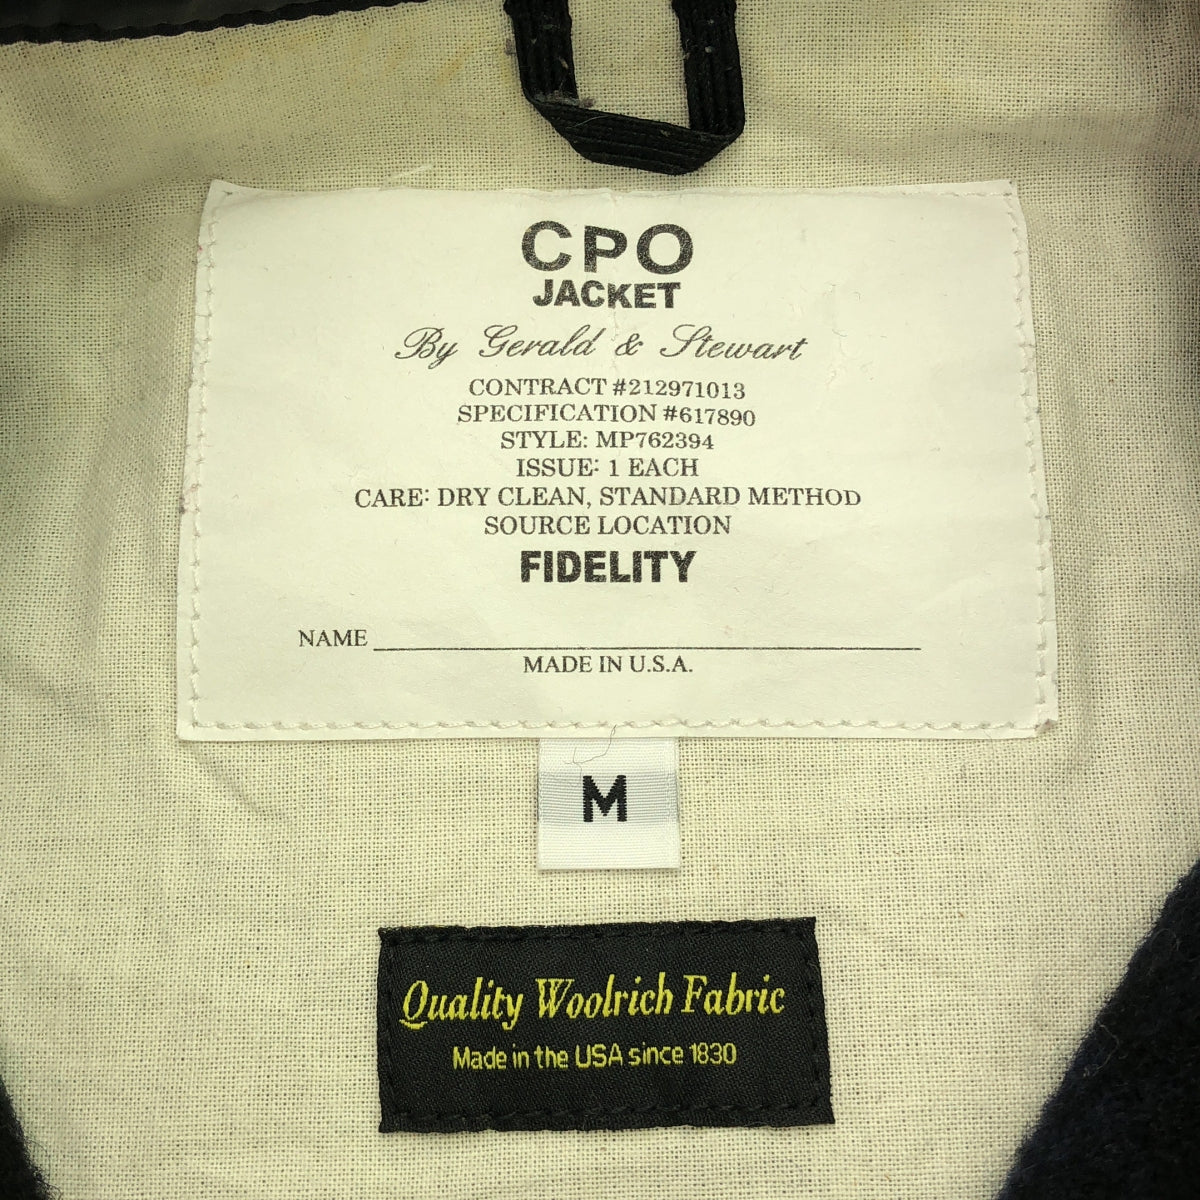 CPO
JACKET
By Gerald & Stewart
CONTRACT #212971013
SPECIFICATION #617890
STYLE: MP762394
ISSUE: 1 EACH
CARE: DRY CLEAN, STANDARD METHOD
SOURCE LOCATION
FIDELITY
NAME
MADE IN U.S.A.
M
Quality Woolrich Fabric
Made in the USA since 1830